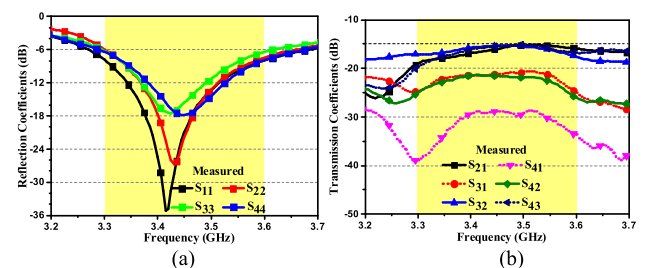 (a)
Reflection Coefficients (dB)
0
-6
-12
-18
-24
-30
-36
Measured
S11 S22
S33 S44
3.2 3.3 3.4 3.5 3.6 3.7
Frequency (GHz)
(a)
Transmission Coefficients (dB)
-10
-20
-30
-40
-50
Measured
S21 S41
S31 S42
S32 S43
3.2 3.3 3.4 3.5 3.6 3.7
Frequency (GHz)
(b)